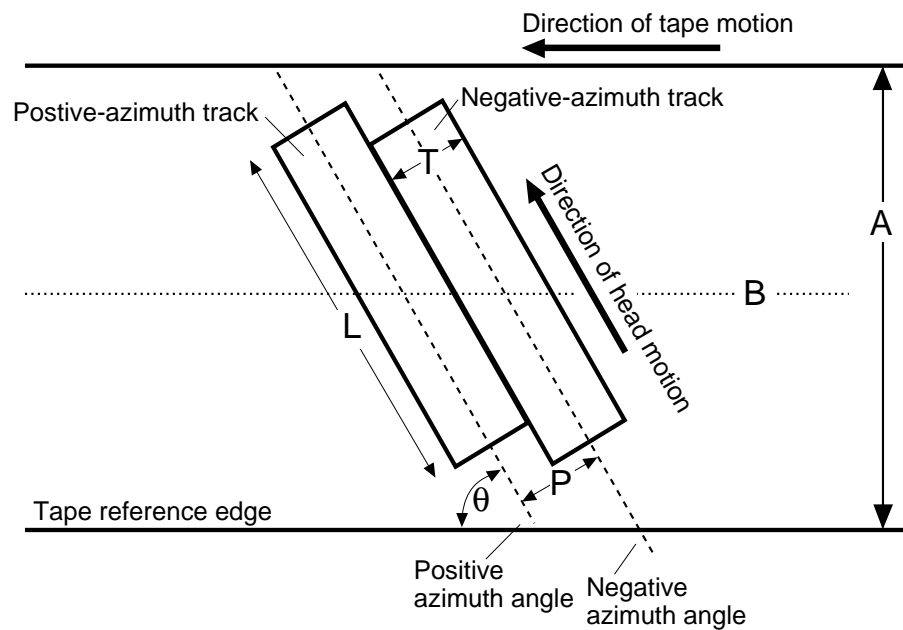 Direction of tape motion
Postive-azimuth track
Negative-azimuth track
T
Direction of head motion
A
B
L
P
θ
Tape reference edge
Positive
azimuth angle
Negative
azimuth angle